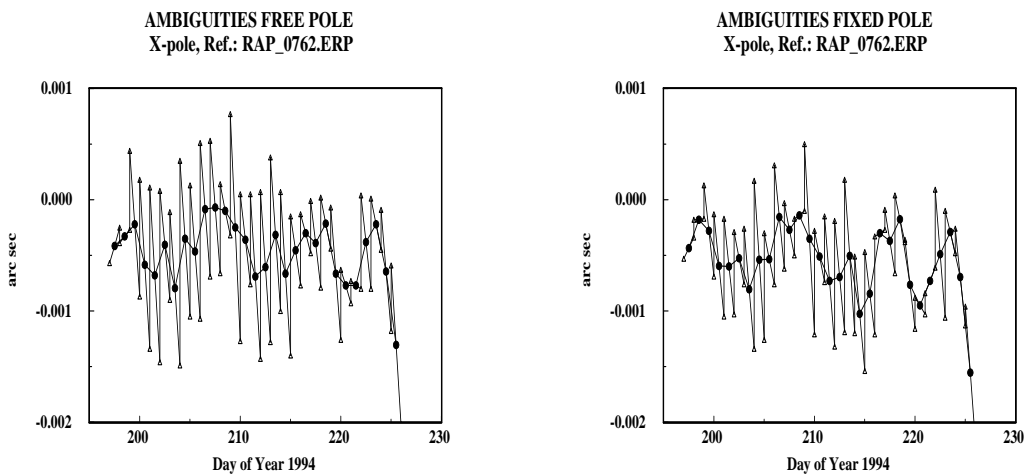 AMBIGUITIES FREE POLE
X-pole, Ref.: RAP_0762.ERP
0.001
0.000
-0.001
-0.002
arc sec
200
210
220
230
Day of Year 1994
AMBIGUITIES FIXED POLE
X-pole, Ref.: RAP_0762.ERP
0.001
0.000
-0.001
-0.002
arc sec
200
210
220
230
Day of Year 1994